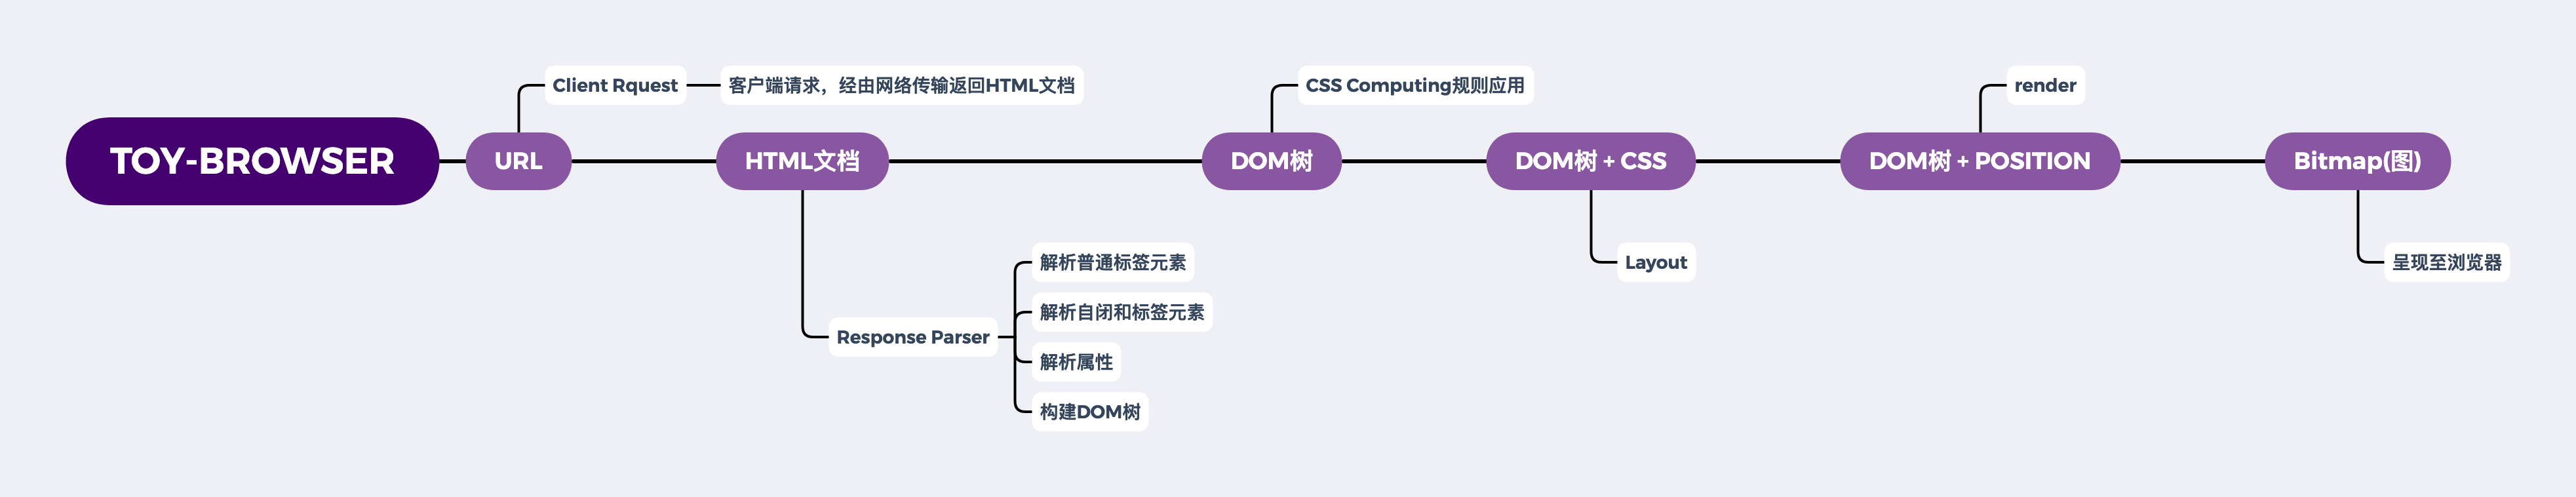 TOY-BROWSER
URL
Client Rquest
客户端请求，经由网络传输返回HTML文档
HTML文档
Response Parser
解析普通标签元素
解析自闭和标签元素
解析属性
构建DOM树
DOM树
CSS Computing规则应用
DOM树 + CSS
Layout
DOM树 + POSITION
render
Bitmap(图)
呈现至浏览器